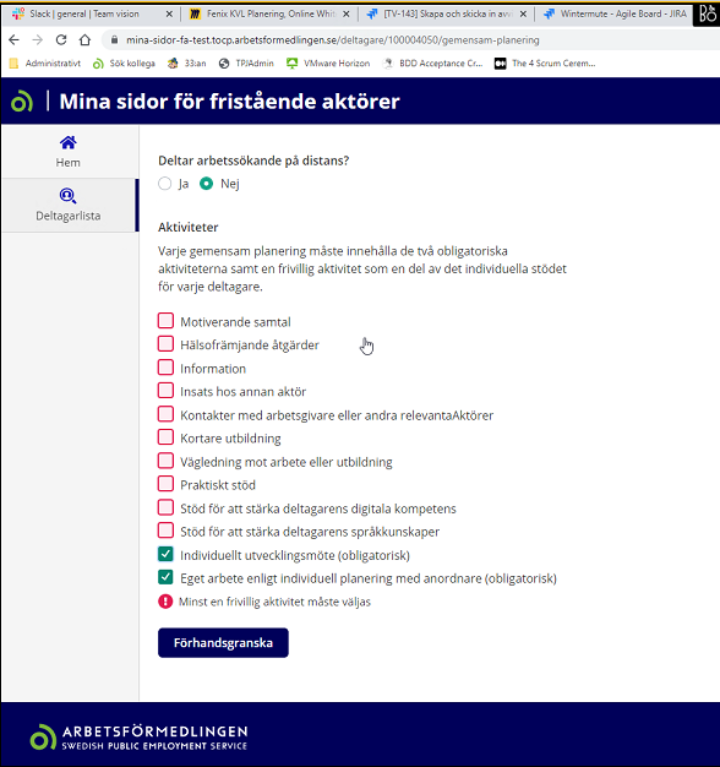 Slack | general | Team vision
Fenix KVL Planering, Online Whit
[TV-143] Skapa och skicka in avv
Wintermute - Agile Board - JIRA
mina-sidor-fa-test.tocp.arbetsformedlingen.se/deltagare/100004050/gemensam-planering
Administrativt
Sök kollega
33:an
TPJAdmin
VMware Horizon
BDD Acceptance Cr...
The 4 Scrum Cerem...
Mina sidor för fristående aktörer
Hem
Deltagarlista
Deltar arbetssökande på distans?
Ja Nej
Aktiviteter
Varje gemensam planering måste innehålla de två obligatoriska
aktiviteterna samt en frivillig aktivitet som en del av det individuella stödet
för varje deltagare.
Motiverande samtal
Hälsofrämjande åtgärder
Information
Insats hos annan aktör
Kontakter med arbetsgivare eller andra relevantaAktörer
Kortare utbildning
Vägledning mot arbete eller utbildning
Praktiskt stöd
Stöd för att stärka deltagarens digitala kompetens
Stöd för att stärka deltagarens språkkunskaper
Individuellt utvecklingsmöte (obligatorisk)
Eget arbete enligt individuell planering med anordnare (obligatorisk)
Minst en frivillig aktivitet måste väljas
Förhandsgranska
ARBETSFÖRMEDLINGEN
SWEDISH PUBLIC EMPLOYMENT SERVICE